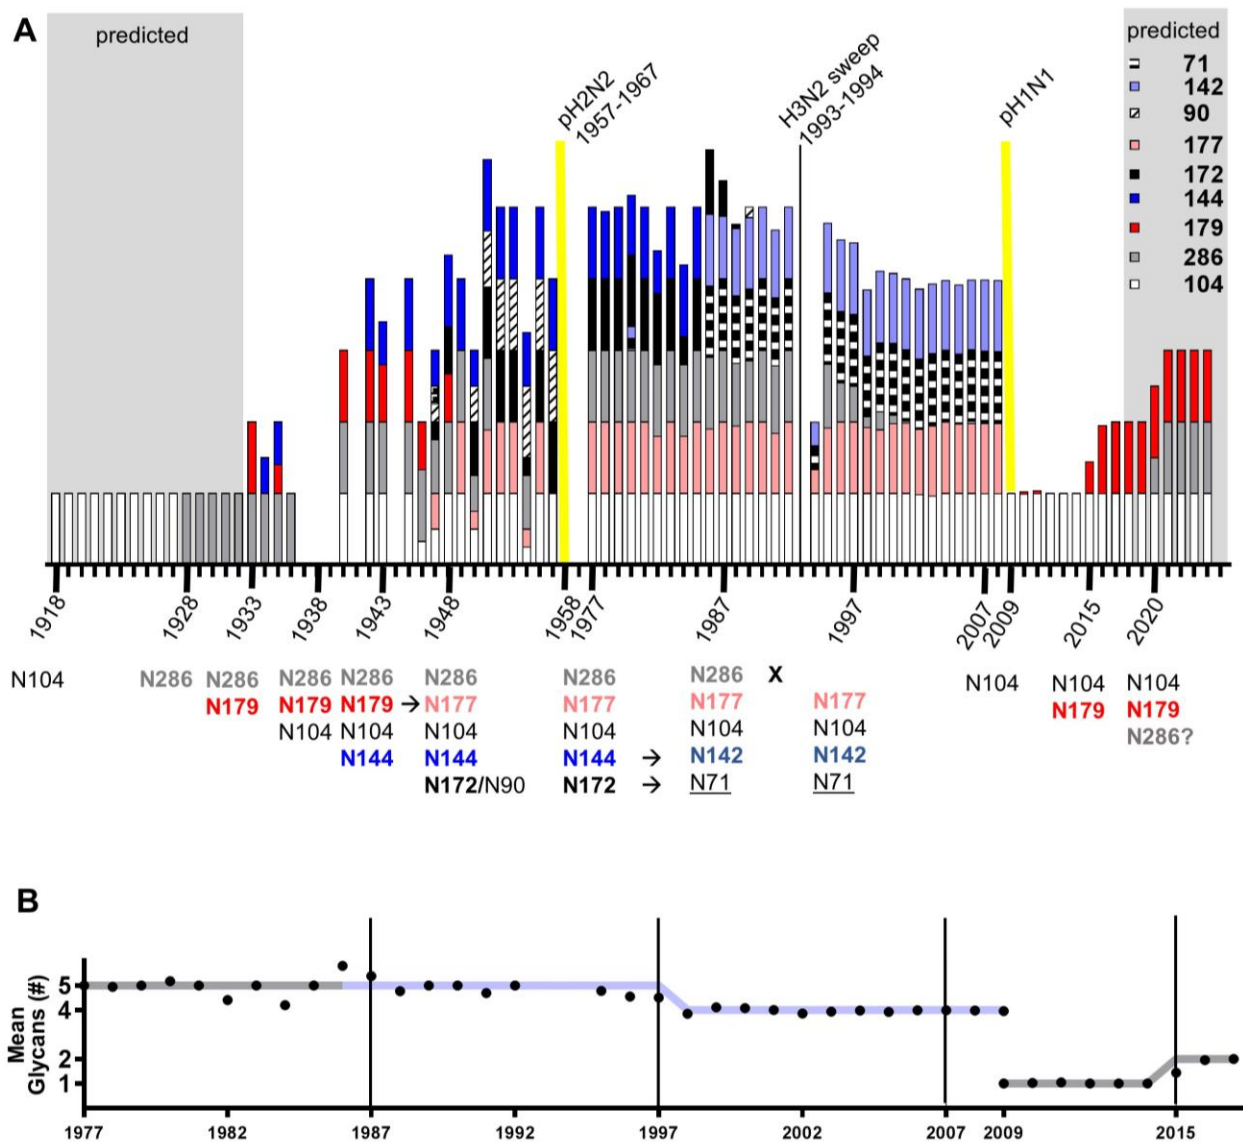 A
predicted
pH2N2
1957-1967
H3N2 sweep
1993-1994
pH1N1
predicted
71
142
90
177
172
144
179
286
104
1918
1928
1933
1938
1943
1948
1958
1977
1987
1997
2007
2009
2015
2020
N104 N286 N286 N286 N286 N286 N286 N286 X N104 N104 N104
N179 N179 N179 → N177 N177 N177 N177 N179 N179
N104 N104 N104 N104 N104 N104 N286?
N144 N144 N144 → N142 N142
N172/N90 N172 → N71 N71
B
Mean
Glycans (#)
5
4
2
1
1977 1982 1987 1992 1997 2002 2007 2009 2015